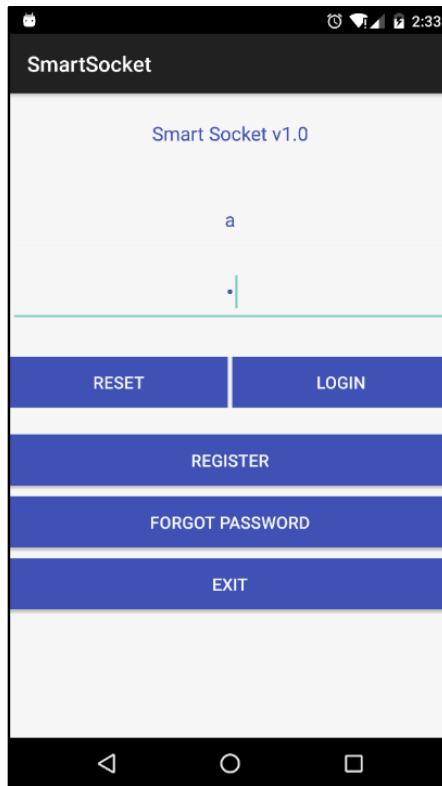 2:33
SmartSocket
Smart Socket v1.0
a
•
RESET LOGIN
REGISTER
FORGOT PASSWORD
EXIT